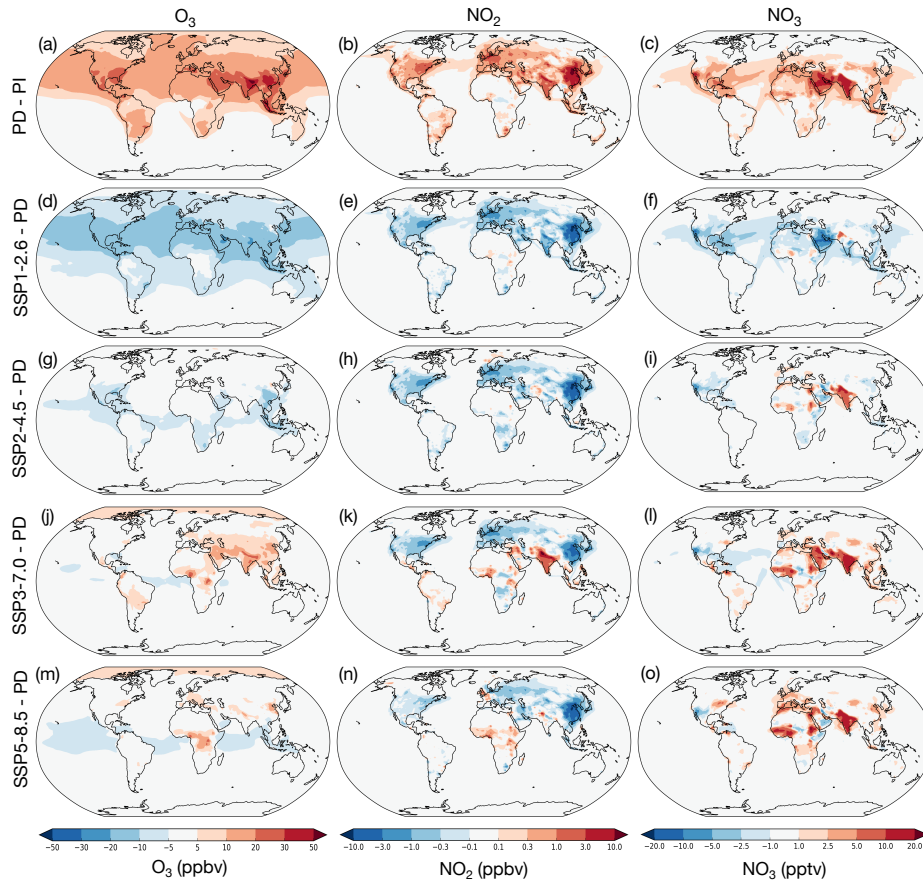 O₃ NO₂ NO₃
PD - PI
(a) (b) (c)
SSP1-2.6 - PD
(d) (e) (f)
SSP2-4.5 - PD
(g) (h) (i)
SSP3-7.0 - PD
(j) (k) (l)
SSP5-8.5 - PD
(m) (n) (o)
−50 −30 −20 −10 −5 5 10 20 30 50
−10.0 −3.0 −1.0 −0.3 −0.1 0.1 0.3 1.0 3.0 10.0
−20.0 −10.0 −5.0 −2.5 −1.0 1.0 2.5 5.0 10.0 20.0
O₃ (ppbv) NO₂ (ppbv) NO₃ (pptv)